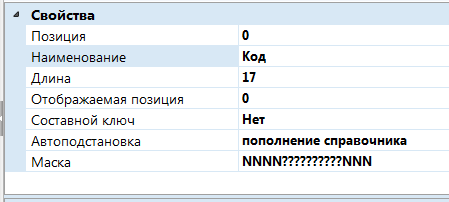 Свойства
Позиция 0
Наименование Код
Длина 17
Отображаемая позиция 0
Составной ключ Нет
Автоподстановка пополнение справочника
Маска NNNN??????????NNN